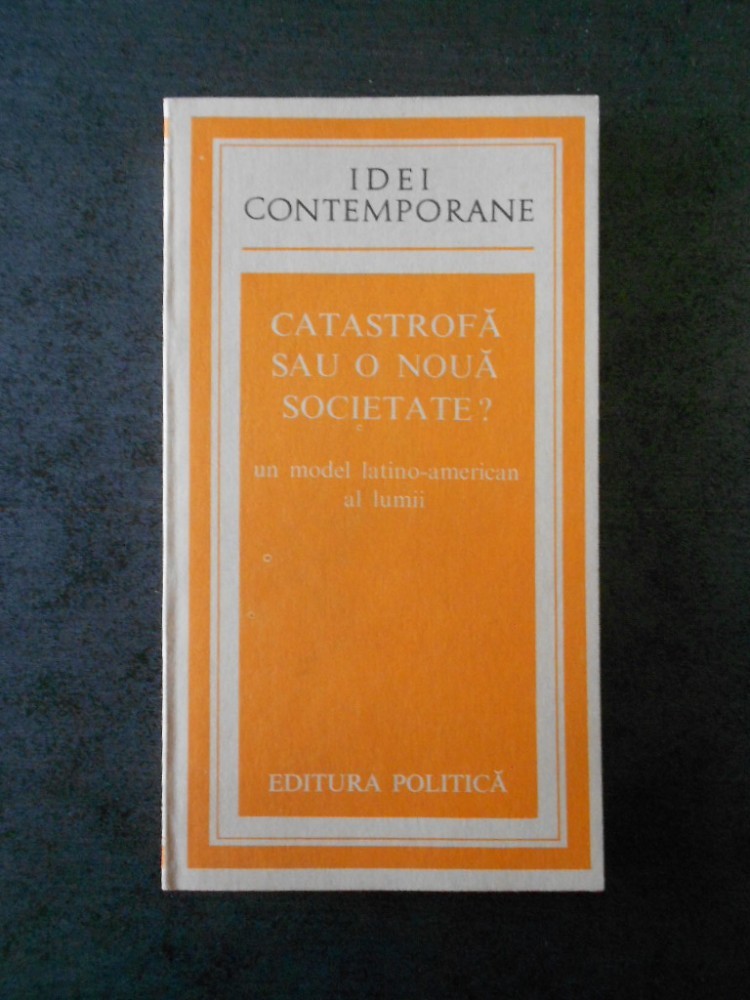 IDEI
CONTEMPORANE
CATASTROFĂ
SAU O NOUĂ
SOCIETATE?
un model latino-american
al lumii
EDITURA POLITICĂ